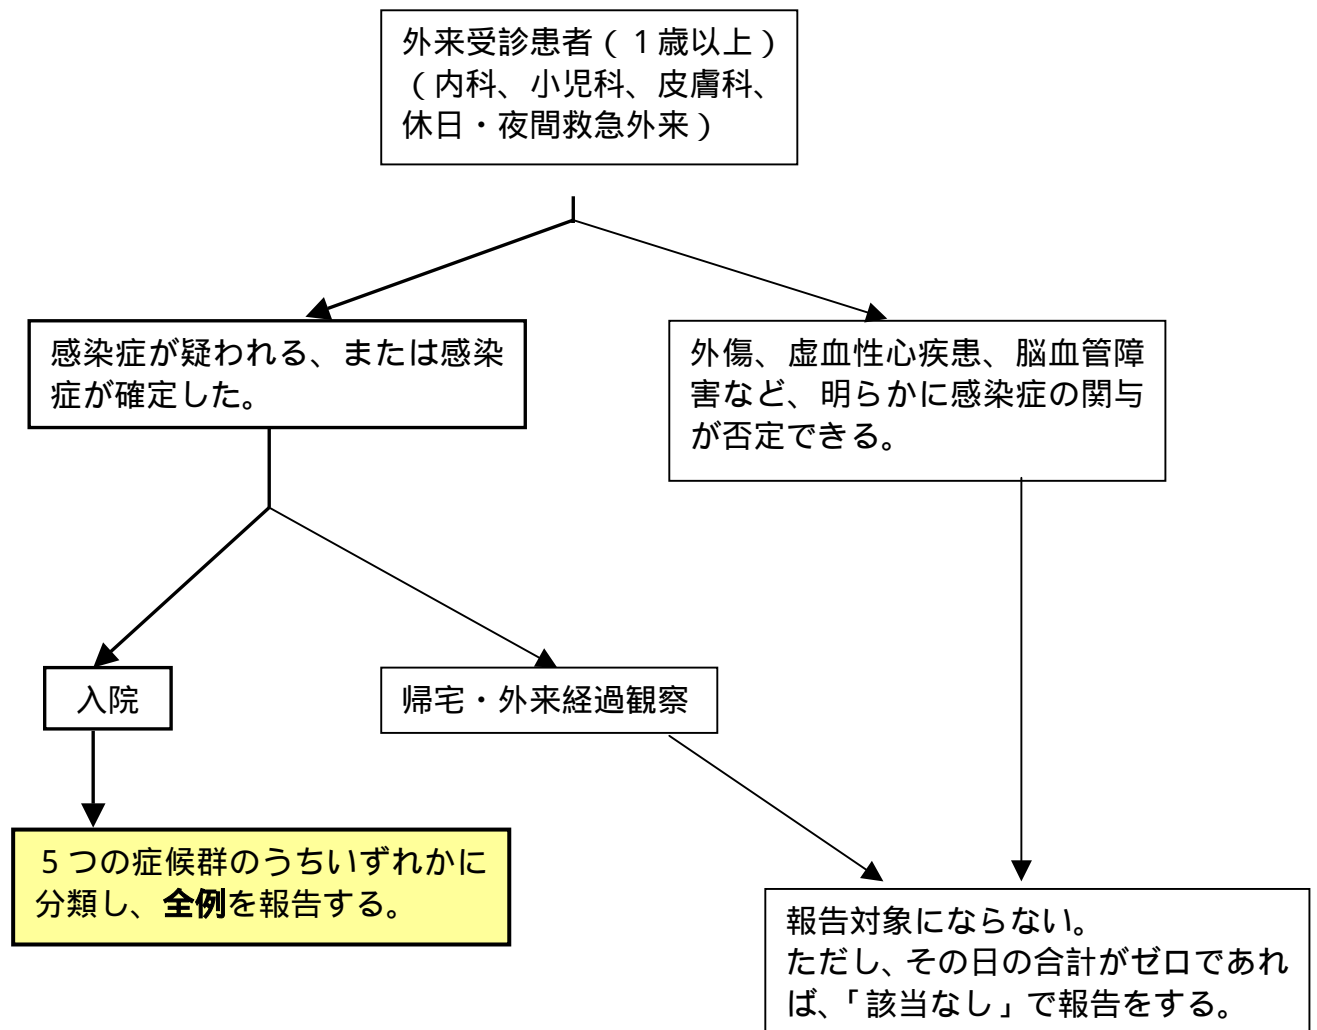 外来受診患者（１歳以上）
（内科、小児科、皮膚科、
休日・夜間救急外来）
感染症が疑われる、または感染
症が確定した。
外傷、虚血性心疾患、脳血管障
害など、明らかに感染症の関与
が否定できる。
入院
帰宅・外来経過観察
５つの症候群のうちいずれかに
分類し、全例を報告する。
報告対象にならない。
ただし、その日の合計がゼロであれ
ば、「該当なし」で報告をする。